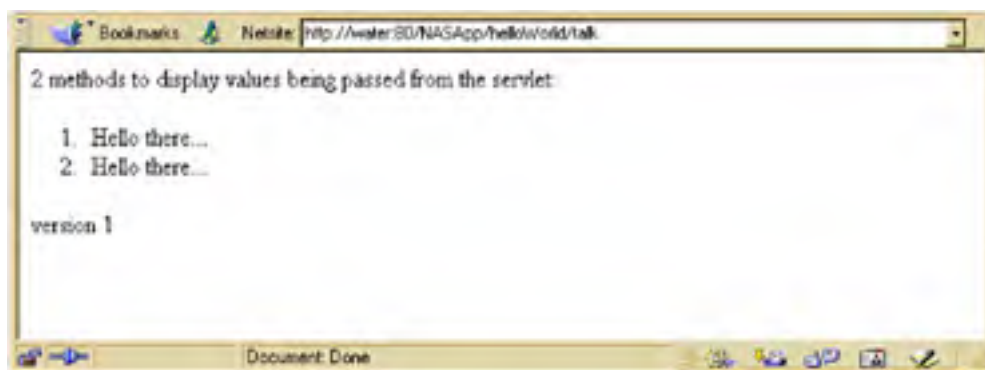 Bookmarks Netsite: http://water:80/NASApp/helloWorld/talk
2 methods to display values being passed from the servlet:
1. Hello there...
2. Hello there...
version 1
Document: Done